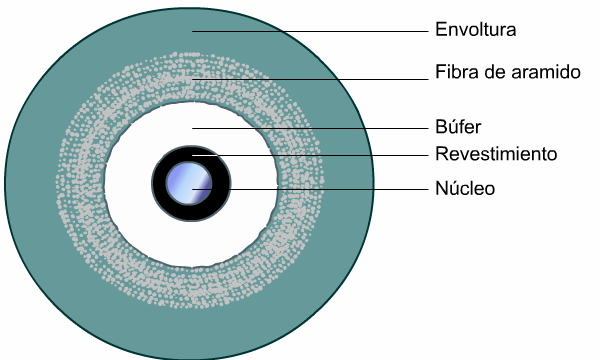 Envoltura
Fibra de aramido
Búfer
Revestimiento
Núcleo